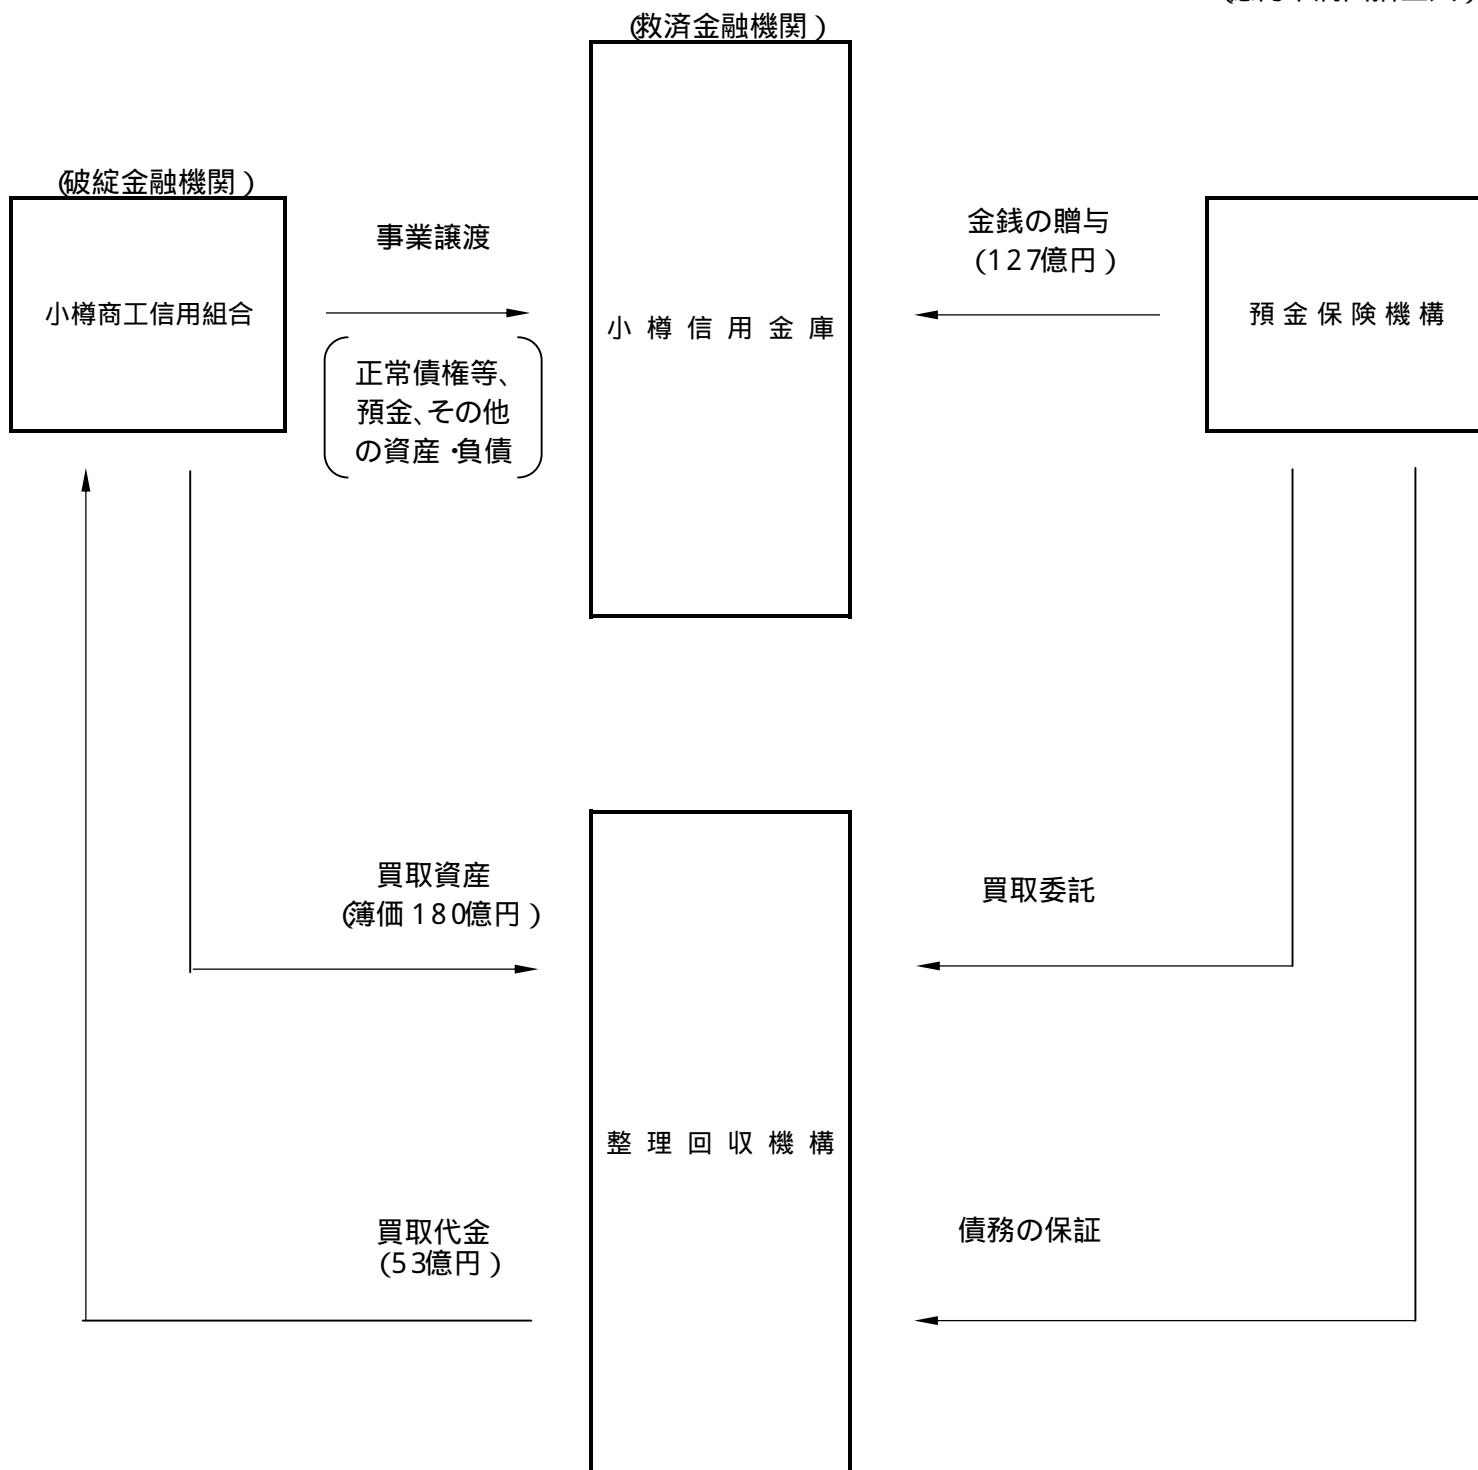 (救済金融機関)
(破綻金融機関)
小樽商工信用組合
事業譲渡
正常債権等、
預金、その他
の資産・負債
小樽信用金庫
金銭の贈与
(127億円)
預金保険機構
買取資産
(簿価180億円)
買取委託
整理回収機構
買取代金
(53億円)
債務の保証